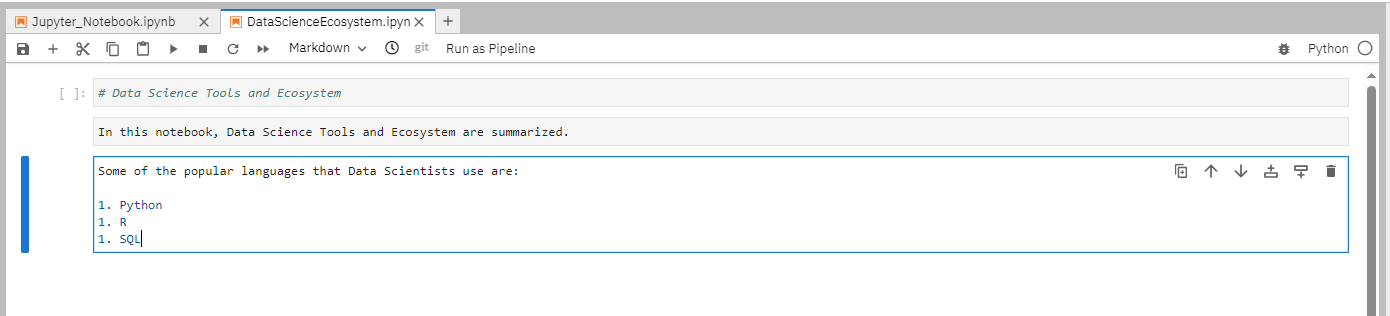 Jupyter_Notebook.ipynb
DataScienceEcosystem.ipyn
Markdown
git
Run as Pipeline
Python
[ ]:
# Data Science Tools and Ecosystem
In this notebook, Data Science Tools and Ecosystem are summarized.
Some of the popular languages that Data Scientists use are:
1. Python
1. R
1. SQL